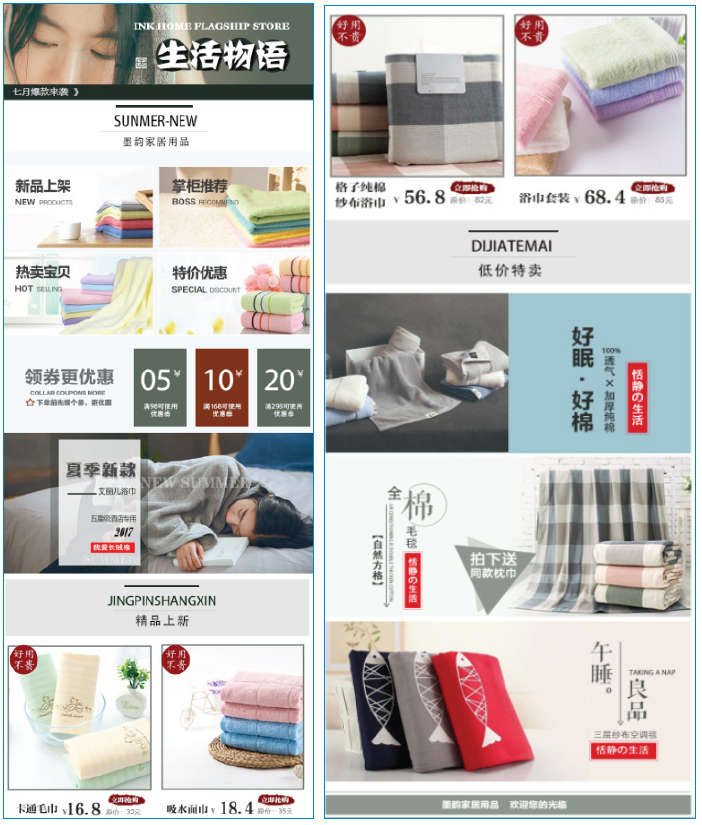 INK HOME FLAGSHIP STORE
生活物语
七月爆款来袭 》
SUNMER-NEW
墨韵家居用品
新品上架
NEW PRODUCTS
掌柜推荐
BOSS RECOMMEND
热卖宝贝
HOT SELLING
特价优惠
SPECIAL DSCOUNT
领券更优惠
COLLAR COUPONS MORE
下单前先领个券，更优惠
05¥
满98可使用
优惠券
10¥
满168可使用
优惠券
20¥
满298可使用
优惠券
夏季新款
NEW SUMMER
艾丽儿浴巾
五星级酒店专用
2017
我爱长绒棉
SUMMER
JINGPINSHANGXIN
精品上新
好用
不贵
好用
不贵
卡通毛巾 ¥16.8
立即抢购
原价：32元
吸水面巾 ¥ 18.4
立即抢购
原价：35元
好用
不贵
好用
不贵
格子纯棉
纱布浴巾
¥ 56.8
立即抢购
原价：82元
浴巾套装 ¥ 68.4
立即抢购
原价：85元
DIJIATEMAI
低价特卖
好眠·好棉
100%
透气×加厚纯棉
恬静の生活
全棉
毛毯
【自然方格】
恬静の生活
拍下送
同款枕巾
午睡。
TAKING A NAP
良品
三层纱布空调毯
恬静の生活
墨韵家居用品 欢迎您的光临